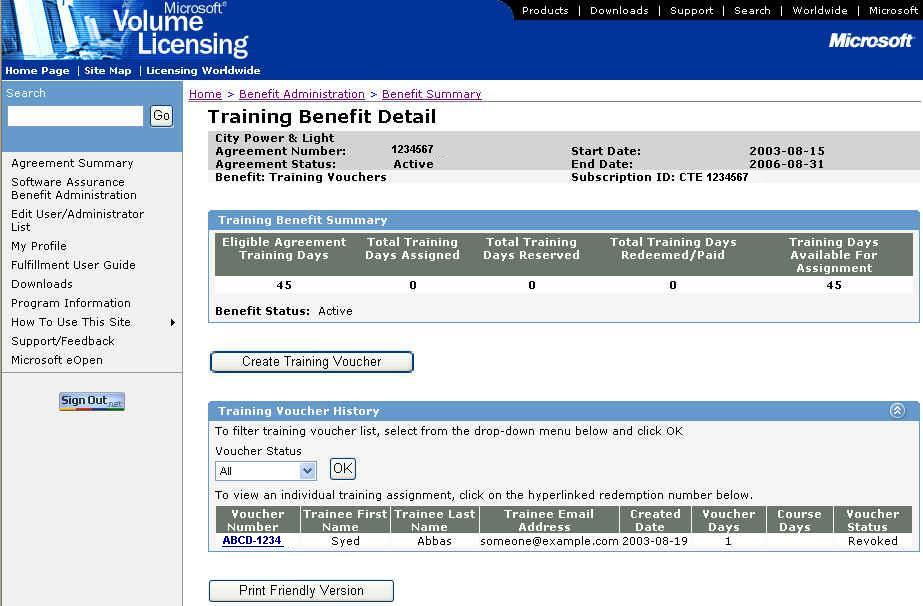 Microsoft®
Volume
Licensing
Products | Downloads | Support | Search | Worldwide | Microsoft
Microsoft
Home Page | Site Map | Licensing Worldwide
Search
Go
Agreement Summary
Software Assurance
Benefit Administration
Edit User/Administrator
List
My Profile
Fulfillment User Guide
Downloads
Program Information
How To Use This Site
Support/Feedback
Microsoft eOpen
Sign Out .net
Home > Benefit Administration > Benefit Summary
Training Benefit Detail
City Power & Light
Agreement Number: 1234567 Start Date: 2003-08-15
Agreement Status: Active End Date: 2006-08-31
Benefit: Training Vouchers Subscription ID: CTE 1234567
Training Benefit Summary
Eligible Agreement Total Training Total Training Total Training Days Training Days
Training Days Days Assigned Days Reserved Redeemed/Paid Available For
Assignment
45 0 0 0 45
Benefit Status: Active
Create Training Voucher
Training Voucher History
To filter training voucher list, select from the drop-down menu below and click OK
Voucher Status
All OK
To view an individual training assignment, click on the hyperlinked redemption number below.
Voucher Trainee First Trainee Last Trainee Email Created Voucher Course Voucher
Number Name Name Address Date Days Days Status
ABCD-1234 Syed Abbas someone@example.com 2003-08-19 1 Revoked
Print Friendly Version